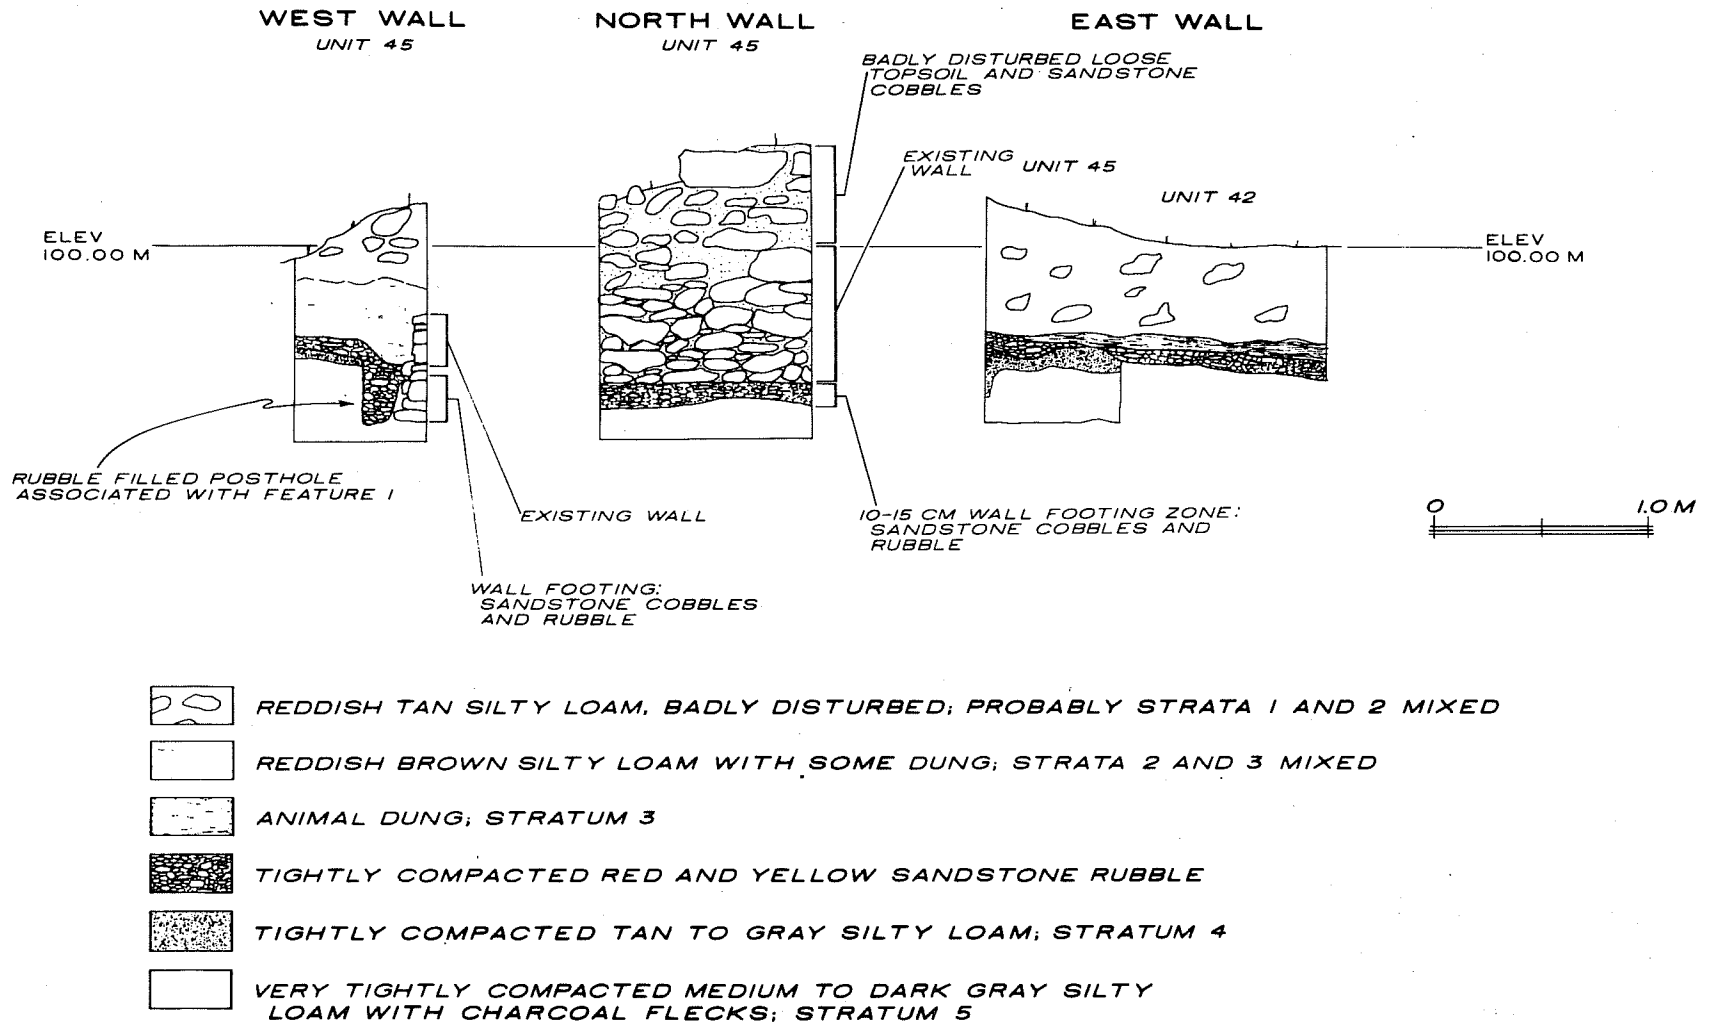 WEST WALL
UNIT 45
NORTH WALL
UNIT 45
EAST WALL
BADLY DISTURBED LOOSE
TOPSOIL AND SANDSTONE
COBBLES
EXISTING
WALL
UNIT 45
UNIT 42
ELEV
100.00 M
ELEV
100.00 M
RUBBLE FILLED POSTHOLE
ASSOCIATED WITH FEATURE 1
EXISTING WALL
10-15 CM WALL FOOTING ZONE:
SANDSTONE COBBLES AND
RUBBLE
0 1.0 M
WALL FOOTING:
SANDSTONE COBBLES
AND RUBBLE
REDDISH TAN SILTY LOAM, BADLY DISTURBED; PROBABLY STRATA 1 AND 2 MIXED
REDDISH BROWN SILTY LOAM WITH SOME DUNG; STRATA 2 AND 3 MIXED
ANIMAL DUNG; STRATUM 3
TIGHTLY COMPACTED RED AND YELLOW SANDSTONE RUBBLE
TIGHTLY COMPACTED TAN TO GRAY SILTY LOAM; STRATUM 4
VERY TIGHTLY COMPACTED MEDIUM TO DARK GRAY SILTY
LOAM WITH CHARCOAL FLECKS; STRATUM 5